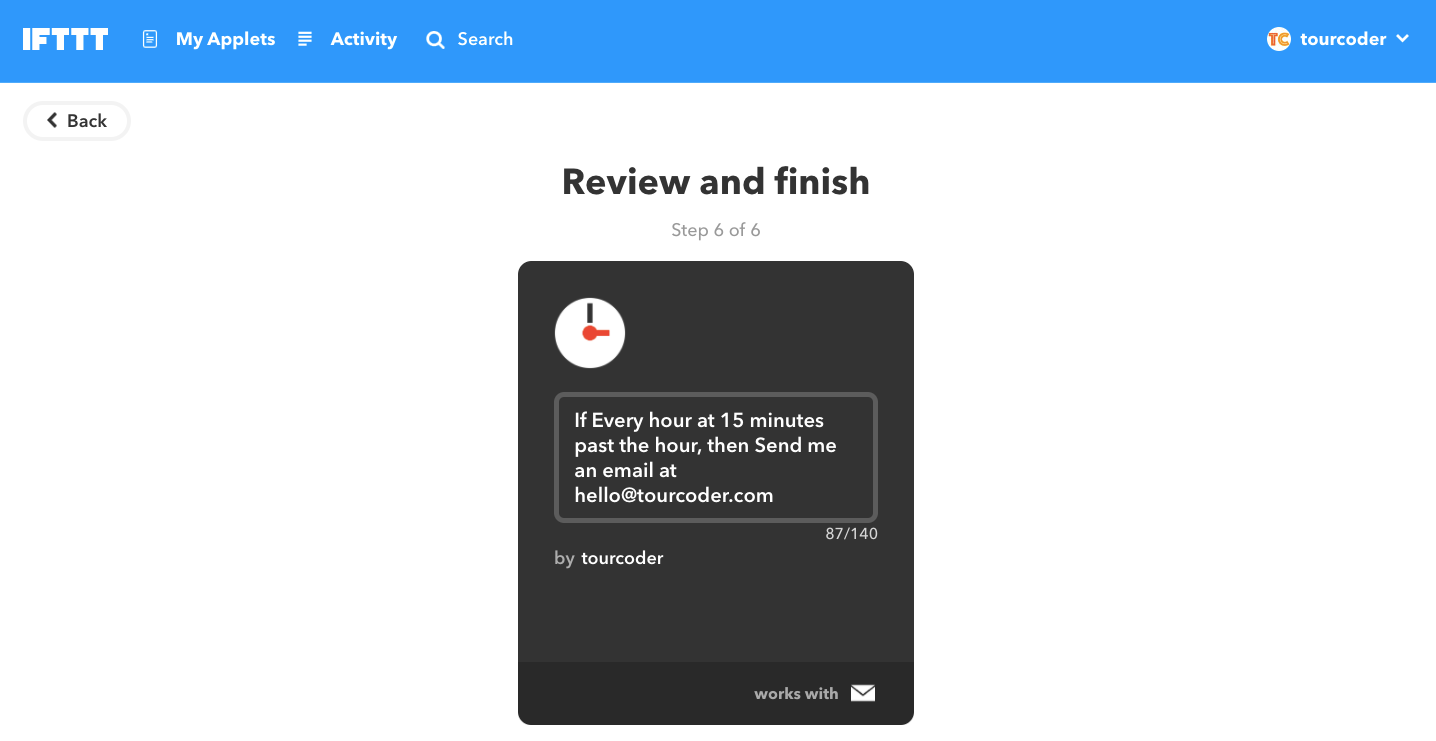 IFTTT My Applets Activity Search TC tourcoder
Back
Review and finish
Step 6 of 6
If Every hour at 15 minutes
past the hour, then Send me
an email at
hello@tourcoder.com
87/140
by tourcoder
works with